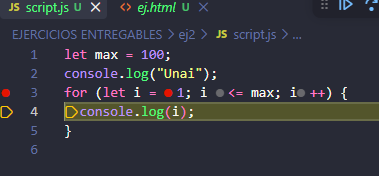 JS script.js U
<> ej.html U
EJERCICIOS ENTREGABLES > ej2 > JS script.js > ...
1 let max = 100;
2 console.log("Unai");
3 for (let i = 1; i <= max; i ++) {
4 console.log(i);
5 }
6